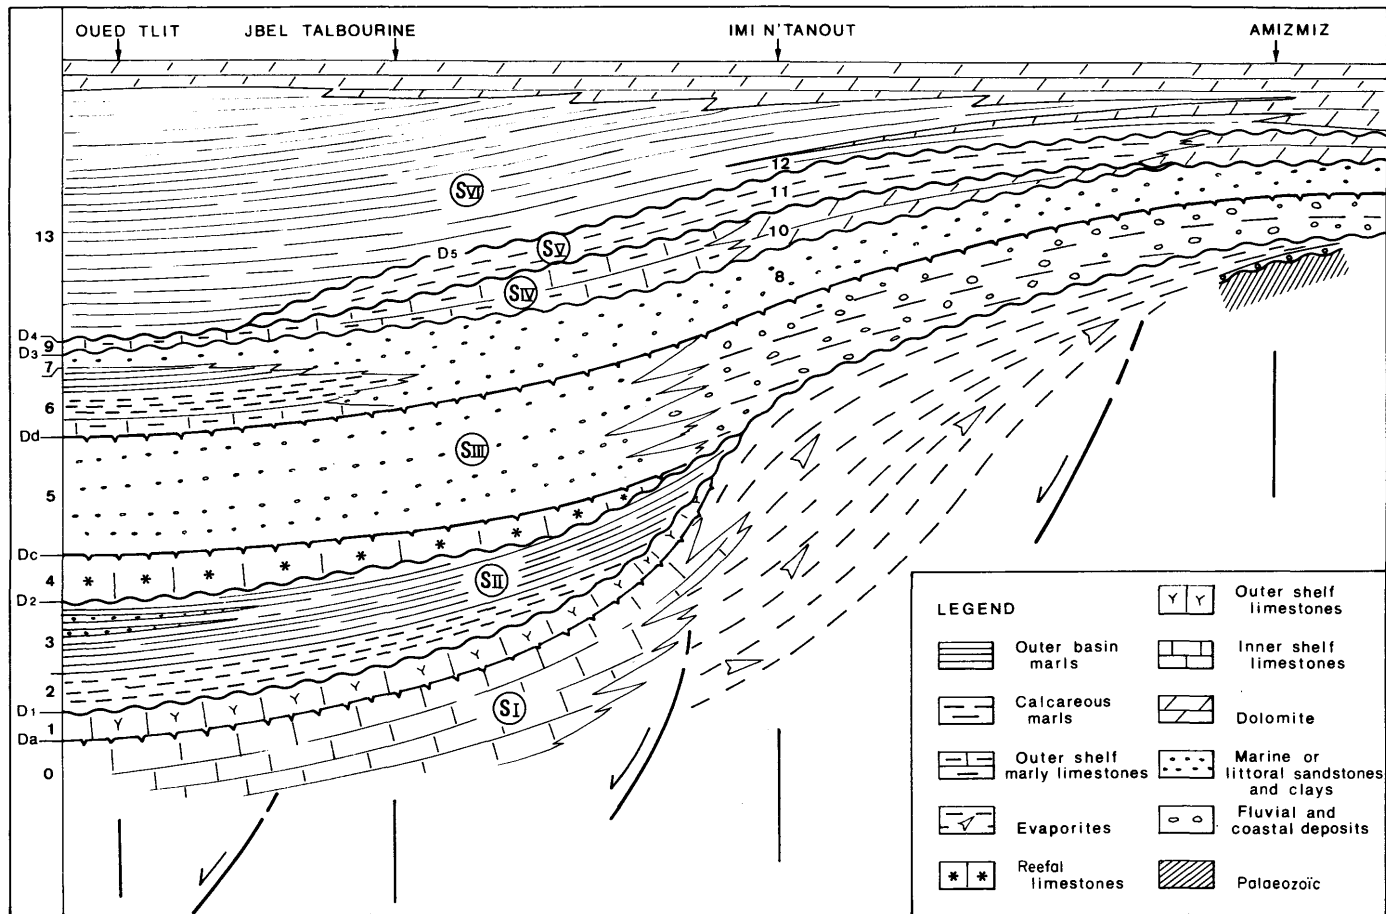 OUED TLIT
JBEL TALBOURINE
IMI N'TANOUT
AMIZMIZ
12
SVI
11
13
D5
SV
10
SIV
8
D4
9
D3
7
6
Dd
SIII
5
Dc
4
SII
D2
3
2
D1
SI
1
Da
0
LEGEND
Outer basin
marls
Calcareous
marls
Outer shelf
marly limestones
Evaporites
Reefal
limestones
Outer shelf
limestones
Inner shelf
limestones
Dolomite
Marine or
littoral sandstones
and clays
Fluvial and
coastal deposits
Palaeozoïc